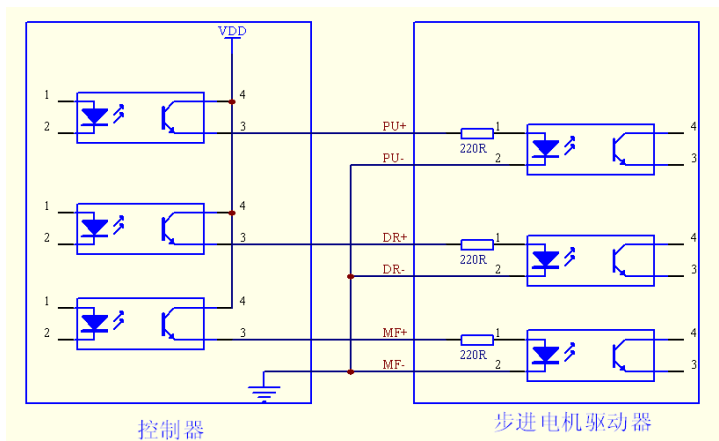 VDD
1 4
2 3 PU+ 1 4
220R
PU- 2 3
1 4
2 3 DR+ 1 4
220R
DR- 2 3
1 4
2 3 MF+ 1 4
220R
MF- 2 3
控制器 步进电机驱动器